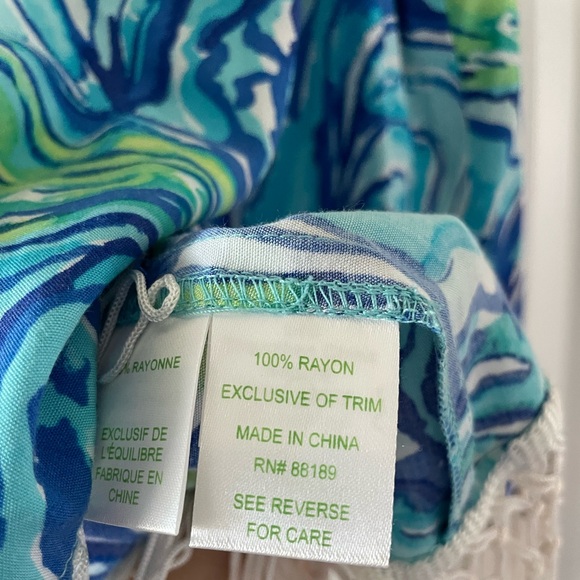 % RAYONNE
EXCLUSIF DE
L'ÉQUILIBRE
FABRIQUE EN
CHINE
100% RAYON
EXCLUSIVE OF TRIM
MADE IN CHINA
RN# 88189
SEE REVERSE
FOR CARE